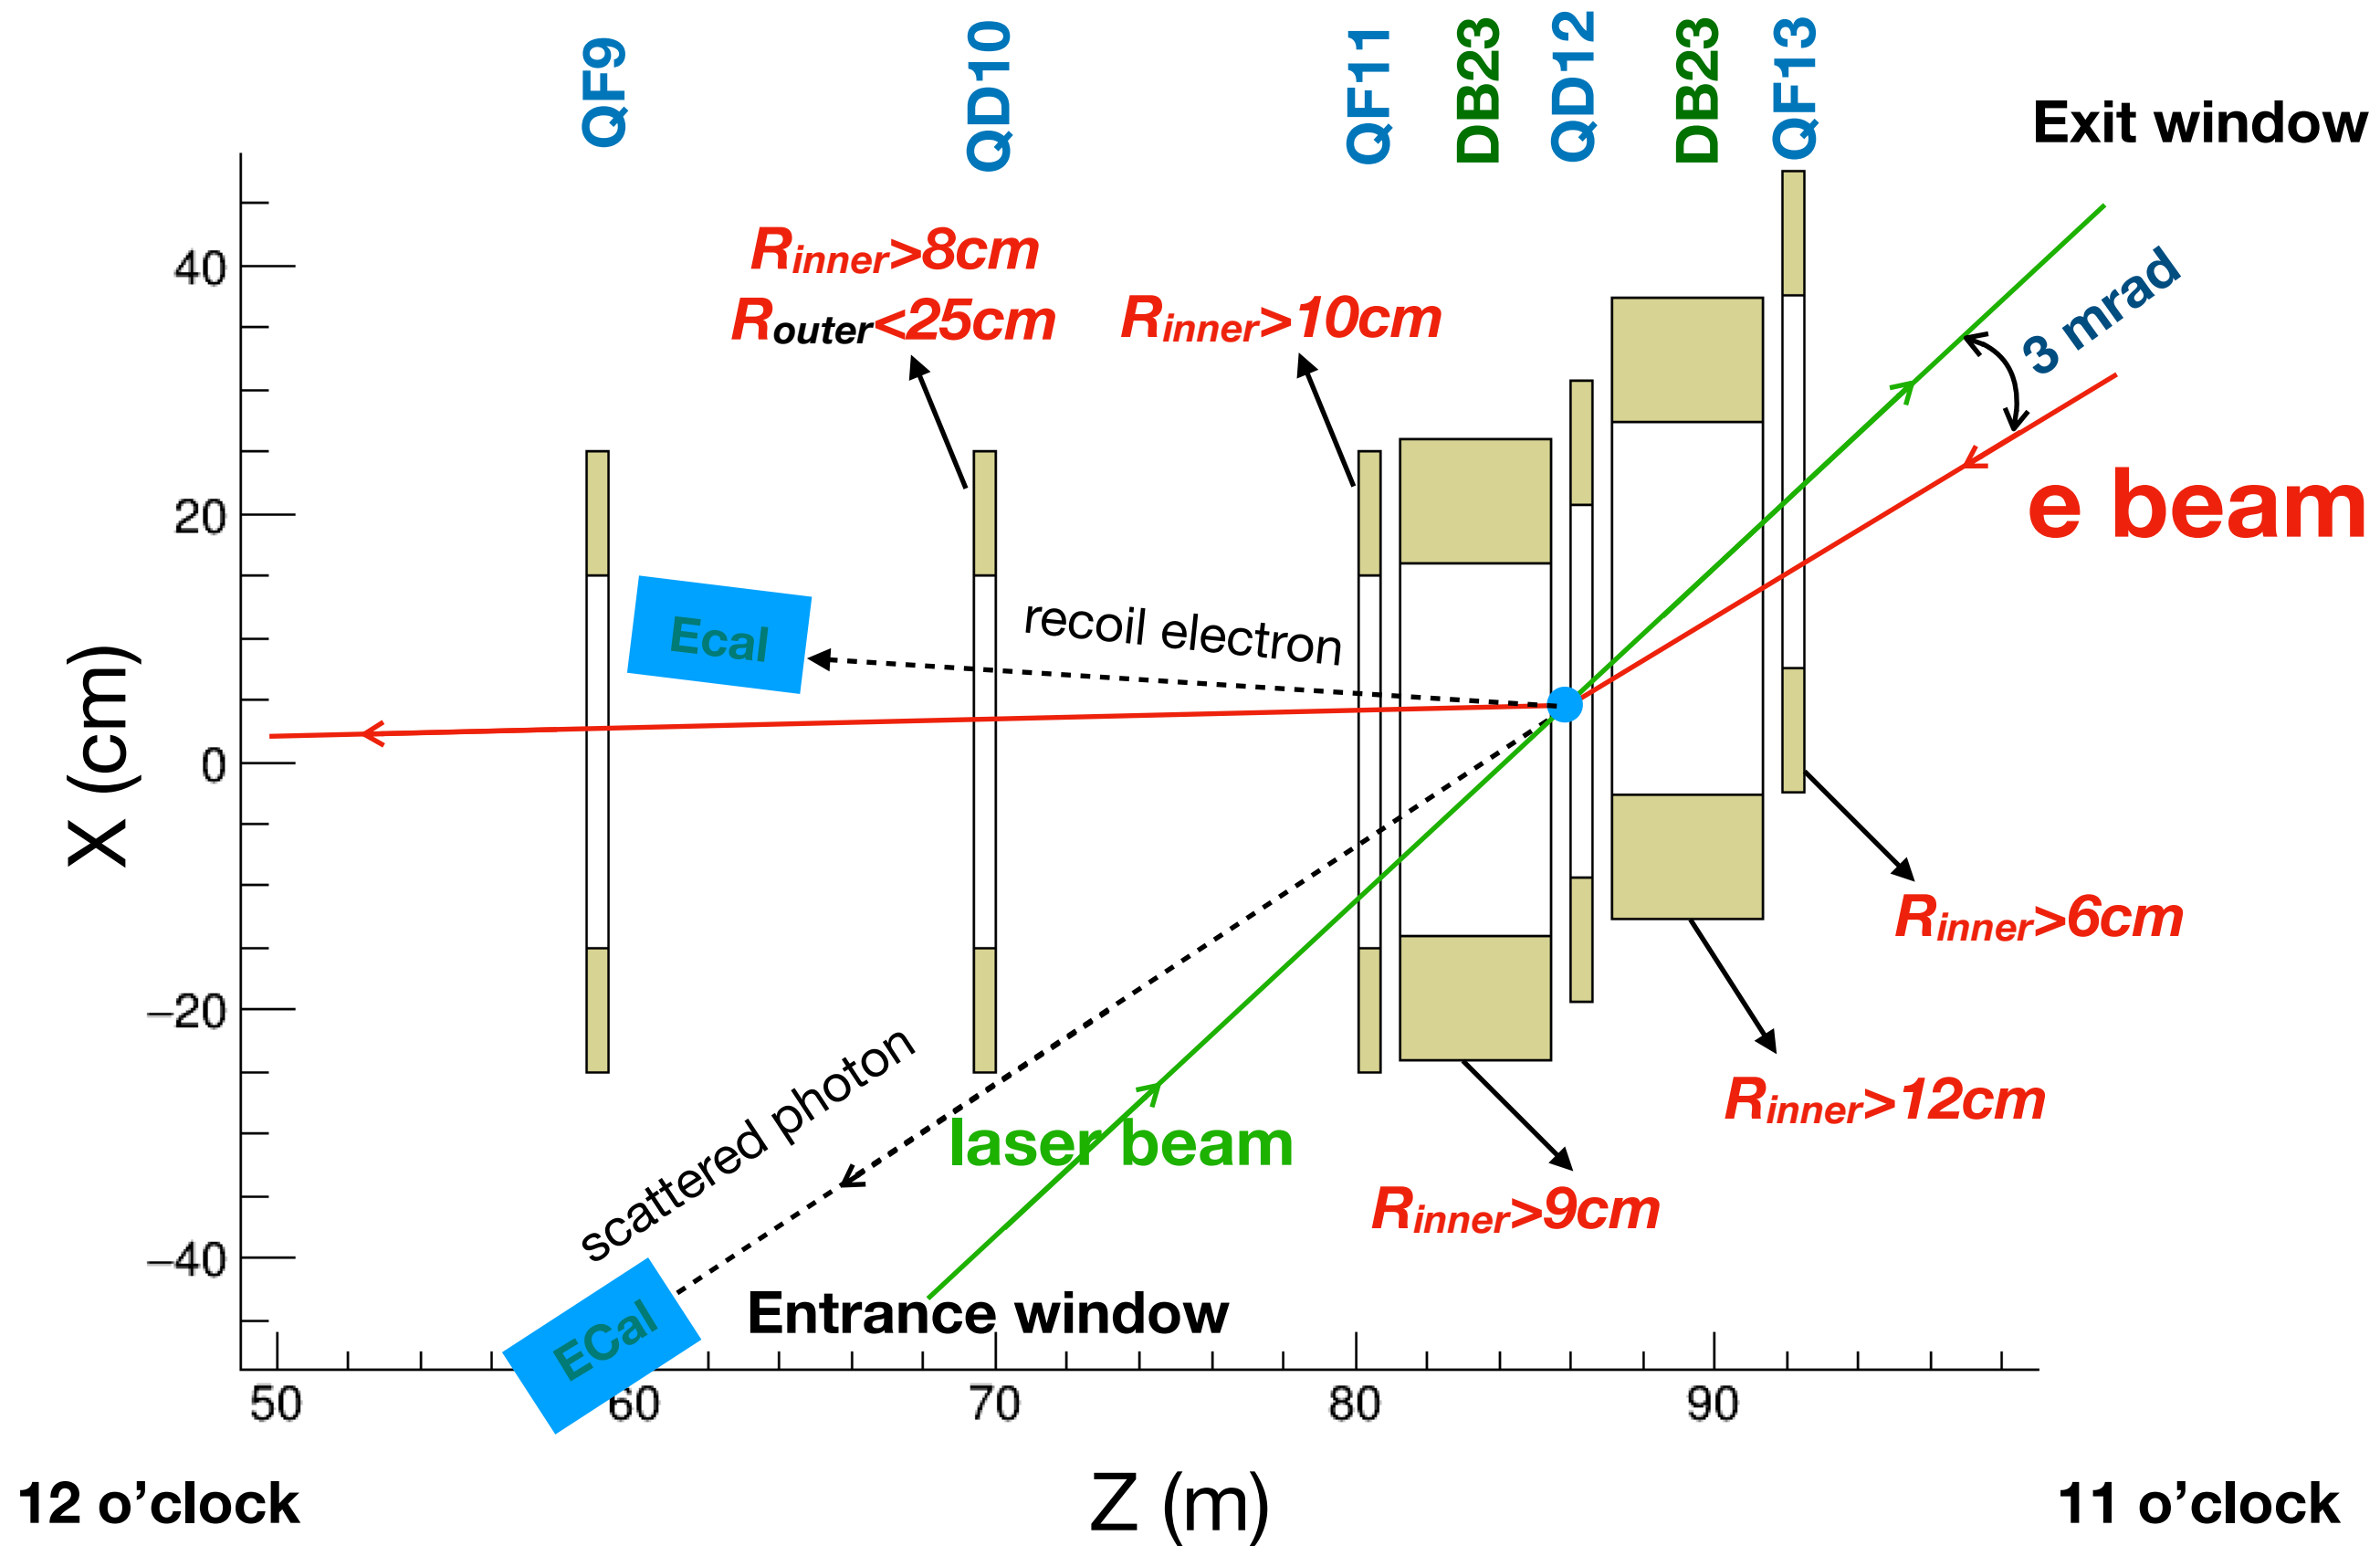 QF9
QD10
QF11
DB23
QD12
DB23
QF13
Exit window
Rinner>8cm
Router<25cm
Rinner>10cm
3 mrad
e beam
40
20
0
−20
−40
X (cm)
Ecal
recoil electron
Rinner>6cm
scattered photon
laser beam
Rinner>12cm
Rinner>9cm
ECal
Entrance window
50
60
70
80
90
12 o’clock
Z (m)
11 o’clock